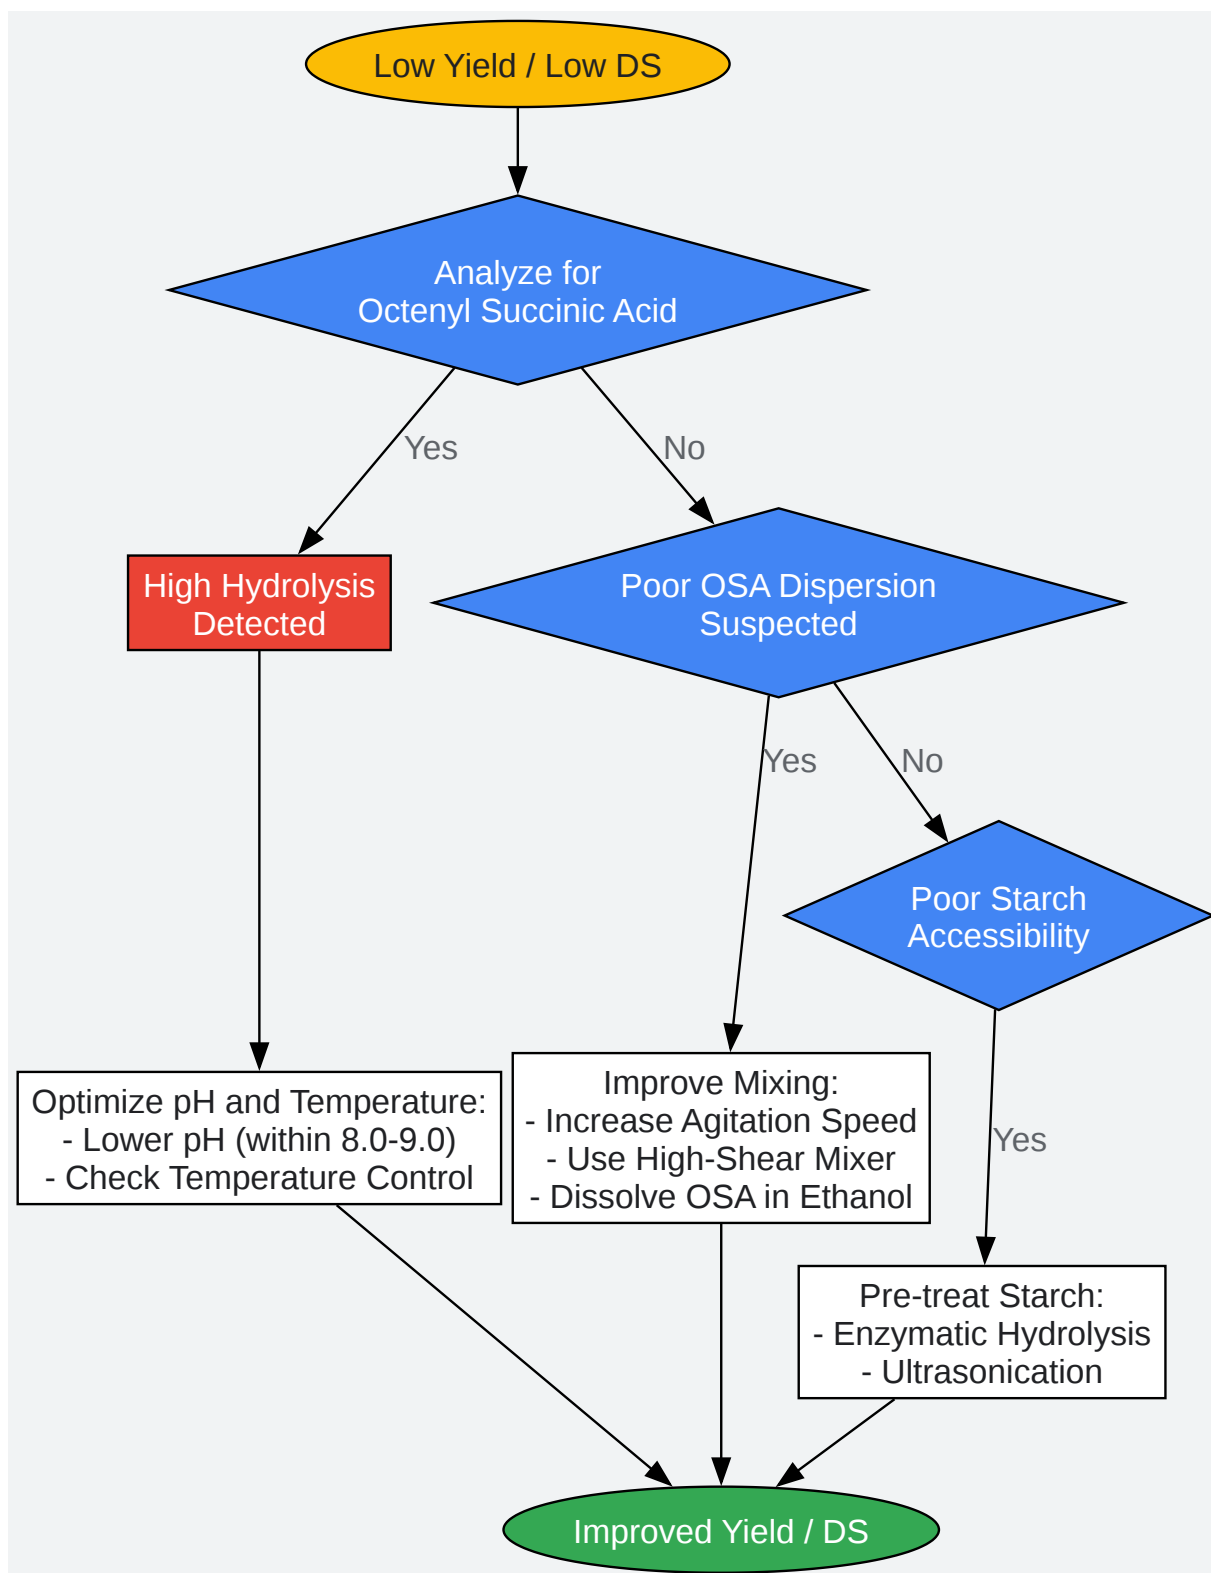 Low Yield / Low DS
Analyze for
Octenyl Succinic Acid
Yes
No
High Hydrolysis
Detected
Poor OSA Dispersion
Suspected
Yes
No
Poor Starch
Accessibility
Optimize pH and Temperature:
- Lower pH (within 8.0-9.0)
- Check Temperature Control
Improve Mixing:
- Increase Agitation Speed
- Use High-Shear Mixer
- Dissolve OSA in Ethanol
Yes
Pre-treat Starch:
- Enzymatic Hydrolysis
- Ultrasonication
Improved Yield / DS